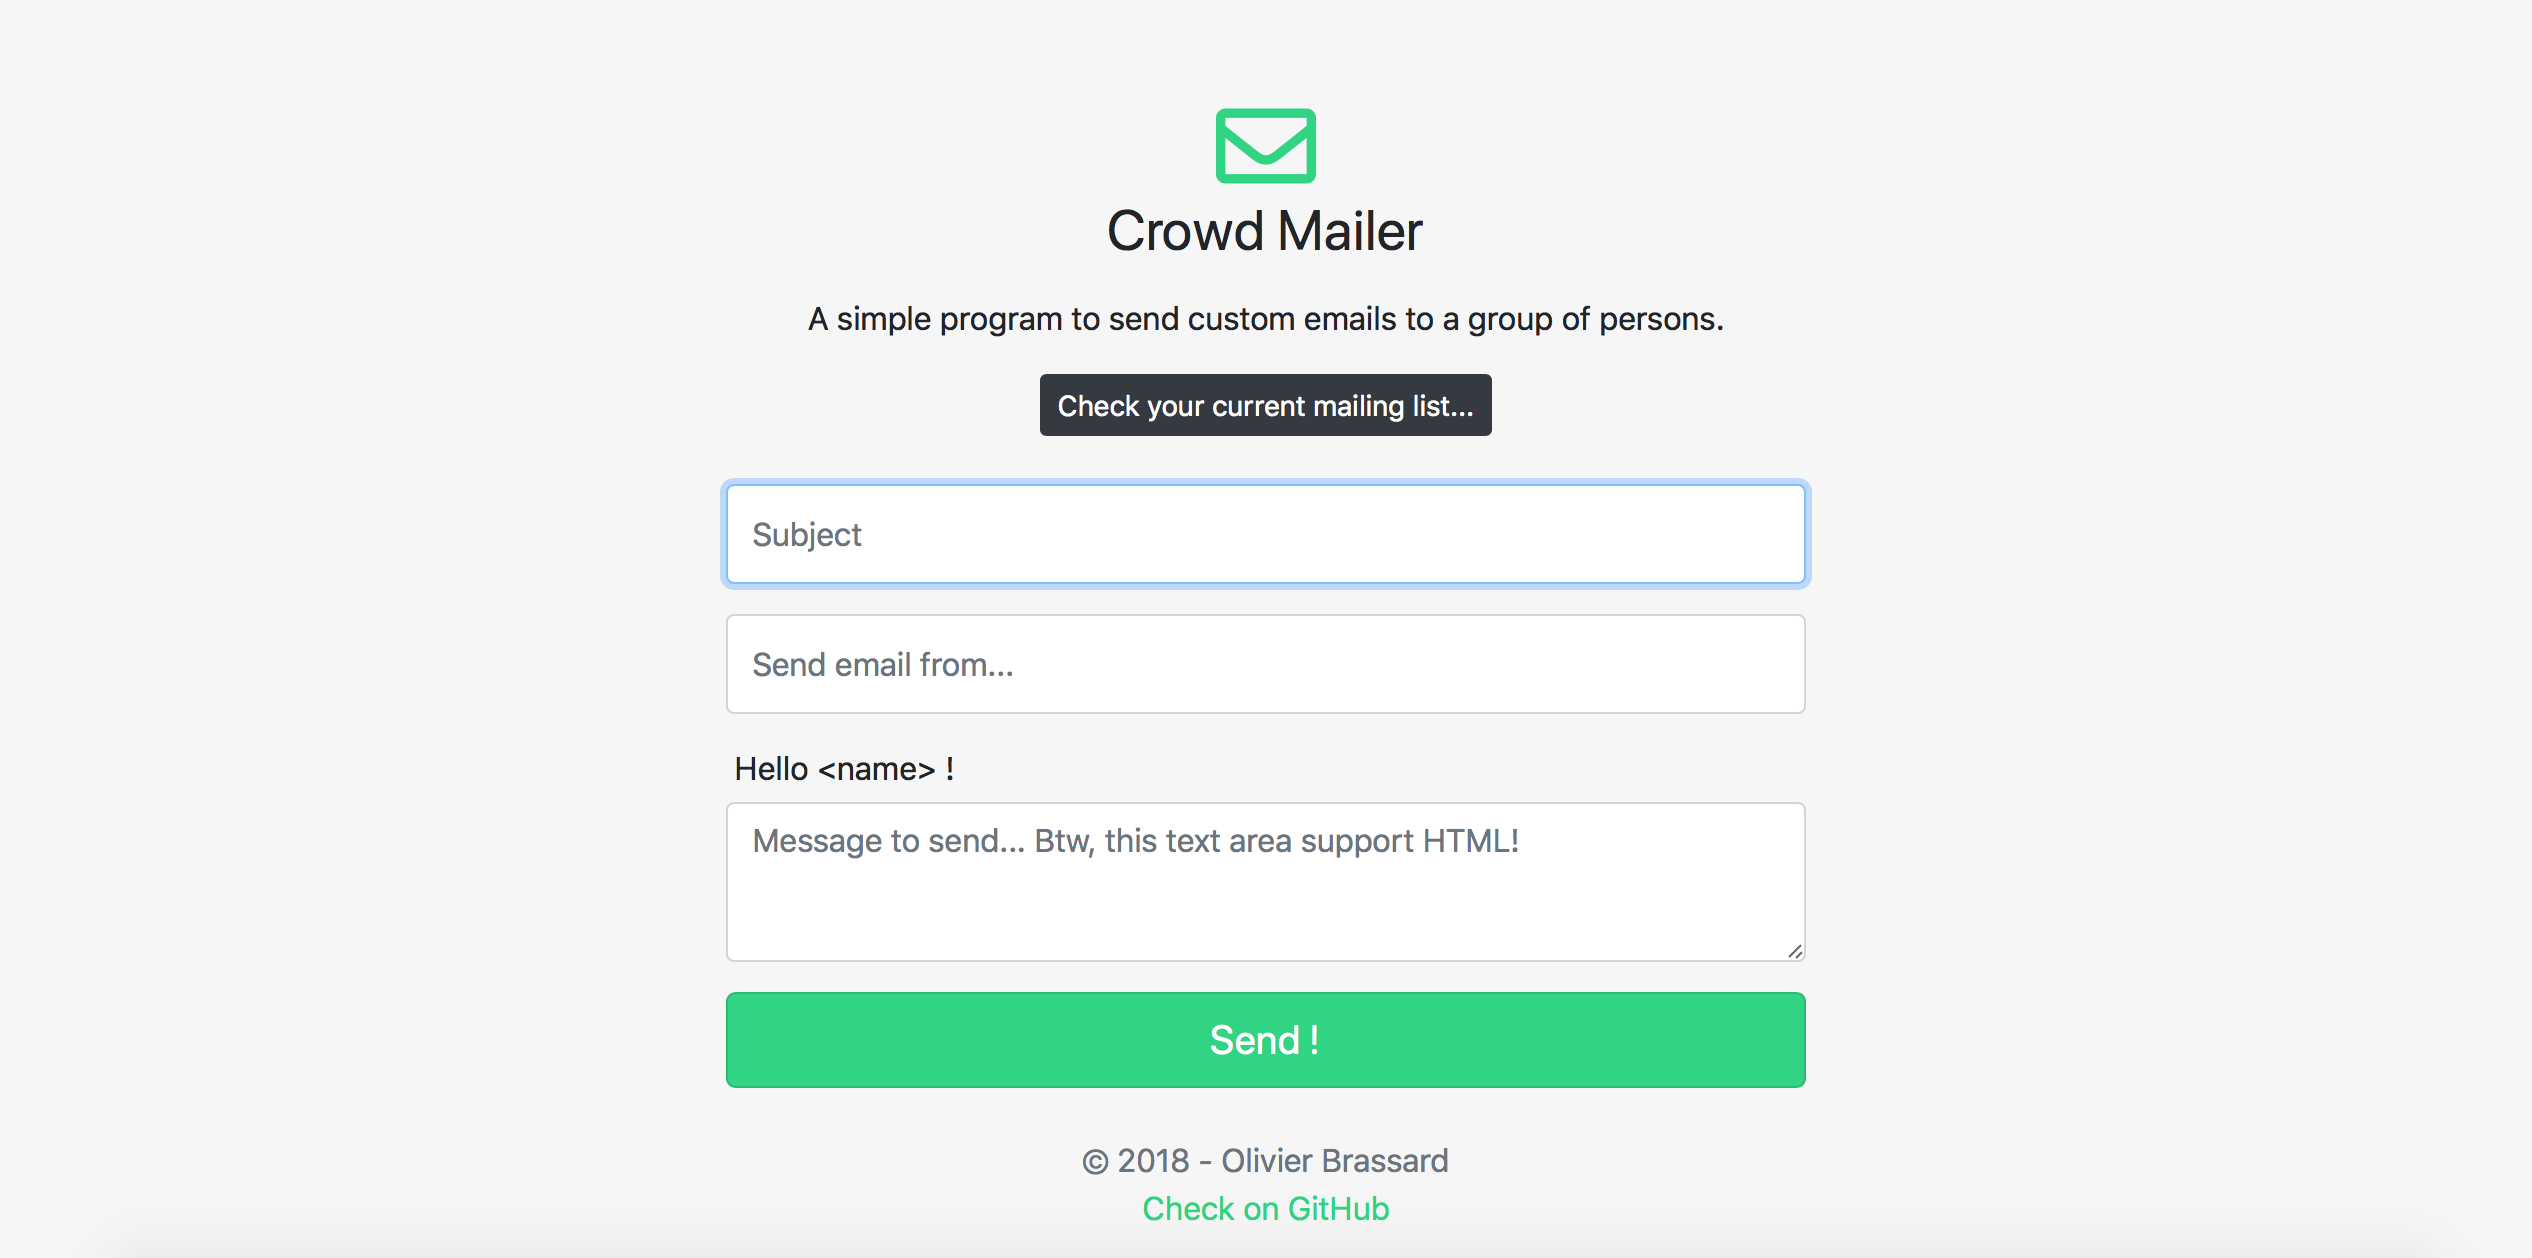 Crowd Mailer
A simple program to send custom emails to a group of persons.
Check your current mailing list...
Subject
Send email from...
Hello <name> !
Message to send... Btw, this text area support HTML!
Send !
© 2018 - Olivier Brassard
Check on GitHub